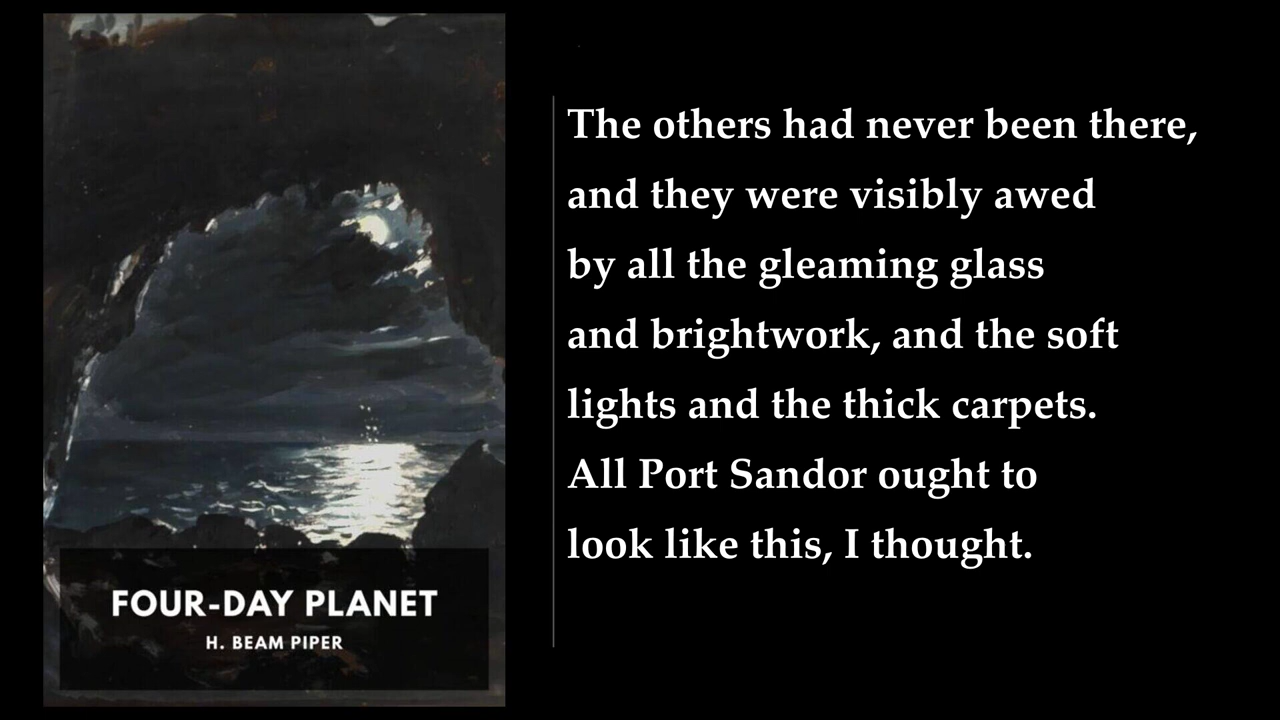 FOUR-DAY PLANET
H. BEAM PIPER
The others had never been there,
and they were visibly awed
by all the gleaming glass
and brightwork, and the soft
lights and the thick carpets.
All Port Sandor ought to
look like this, I thought.